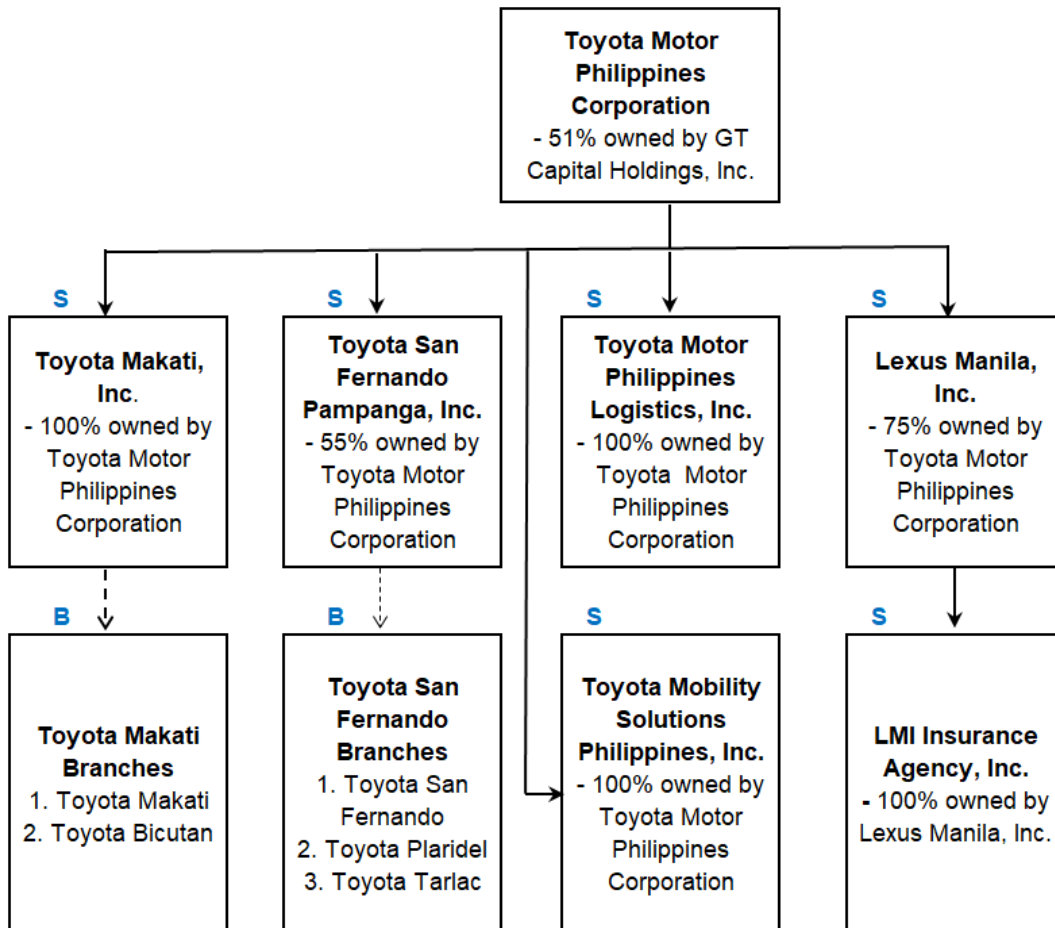 Toyota Motor
Philippines
Corporation
- 51% owned by GT
Capital Holdings, Inc.
S
Toyota Makati,
Inc.
- 100% owned by
Toyota Motor
Philippines
Corporation
S
Toyota San
Fernando
Pampanga, Inc.
- 55% owned by
Toyota Motor
Philippines
Corporation
S
Toyota Motor
Philippines
Logistics, Inc.
- 100% owned by
Toyota Motor
Philippines
Corporation
S
Lexus Manila,
Inc.
- 75% owned by
Toyota Motor
Philippines
Corporation
B
Toyota Makati
Branches
1. Toyota Makati
2. Toyota Bicutan
B
Toyota San
Fernando
Branches
1. Toyota San
Fernando
2. Toyota Plaridel
3. Toyota Tarlac
S
Toyota Mobility
Solutions
Philippines, Inc.
- 100% owned by
Toyota Motor
Philippines
Corporation
S
LMI Insurance
Agency, Inc.
- 100% owned by
Lexus Manila, Inc.